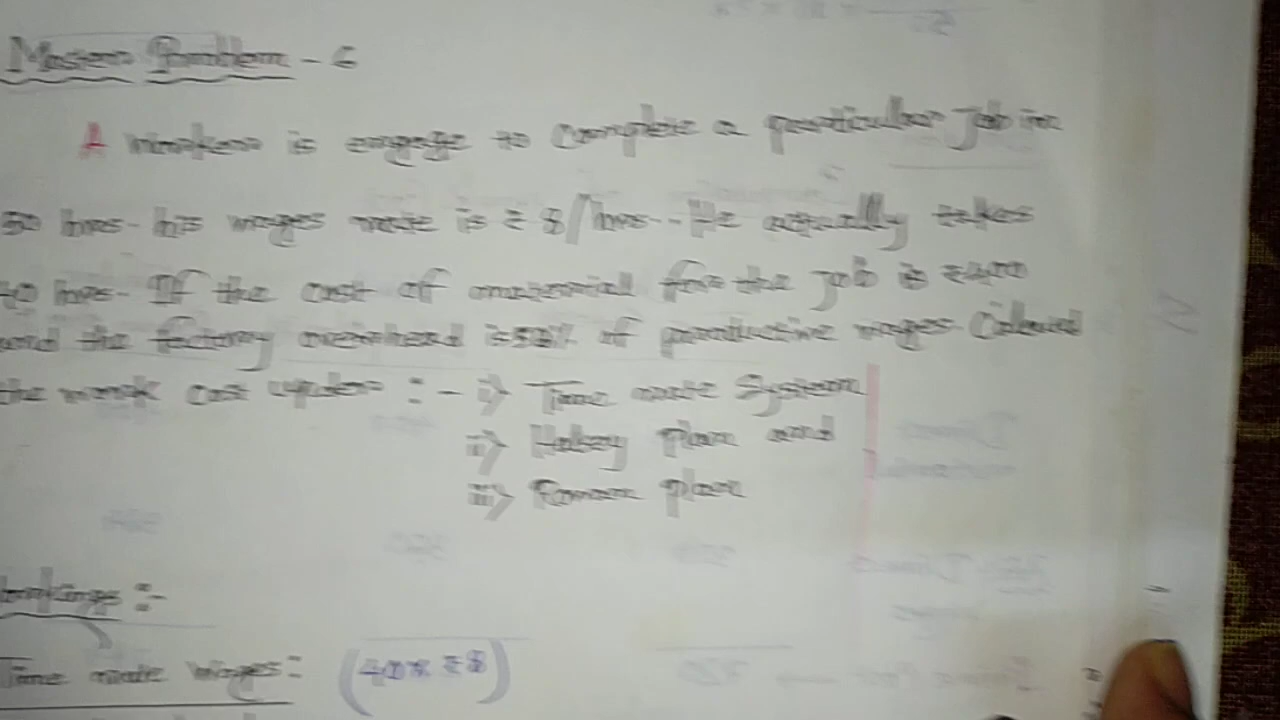 Master Problem - 6
A worker is engage to complete a particular Job in
50 hrs. his wages rate is ₹ 8/hrs. He actually takes
40 hrs. If the cost of material for the Job is
and the factory overhead is of productive wages.
the work cost under :- i) Time rate System
ii) Halsey plan and
iii) Rowan plan
Workings :-
Time rate wages : (40 x ₹ 8)